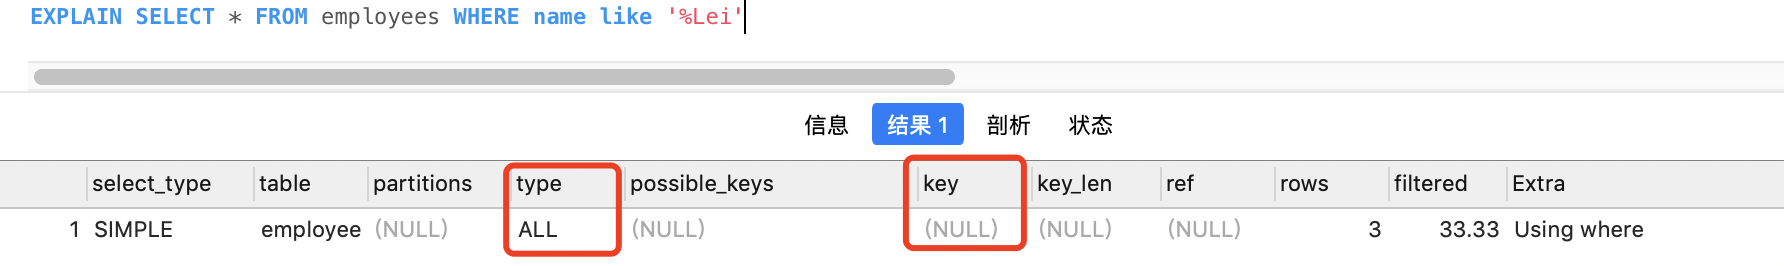 EXPLAIN SELECT * FROM employees WHERE name like '%Lei'
信息 结果 1 剖析 状态
select_type table partitions type possible_keys key key_len ref rows filtered Extra
1 SIMPLE employee (NULL) ALL (NULL) (NULL) (NULL) (NULL) 3 33.33 Using where